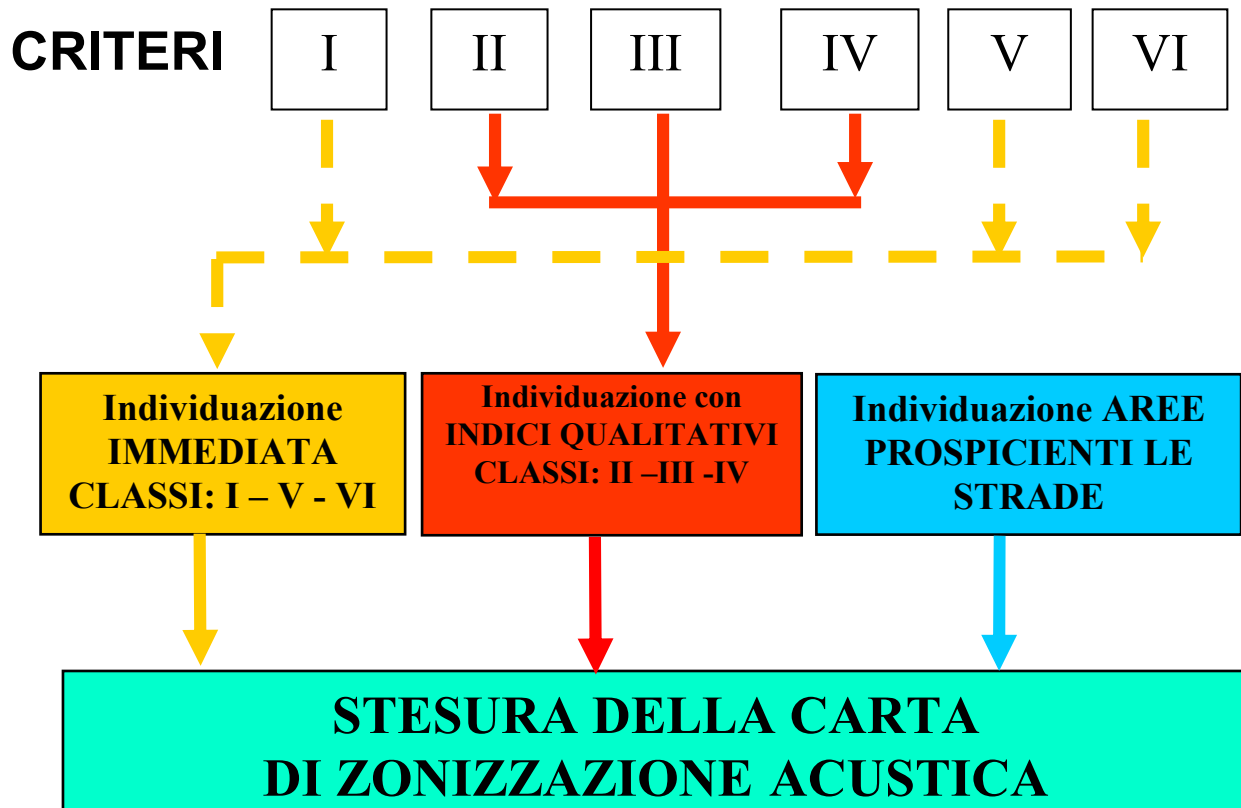 CRITERI I II III IV V VI
Individuazione
IMMEDIATA
CLASSI: I – V - VI
Individuazione con
INDICI QUALITATIVI
CLASSI: II –III -IV
Individuazione AREE
PROSPICIENTI LE
STRADE
STESURA DELLA CARTA
DI ZONIZZAZIONE ACUSTICA